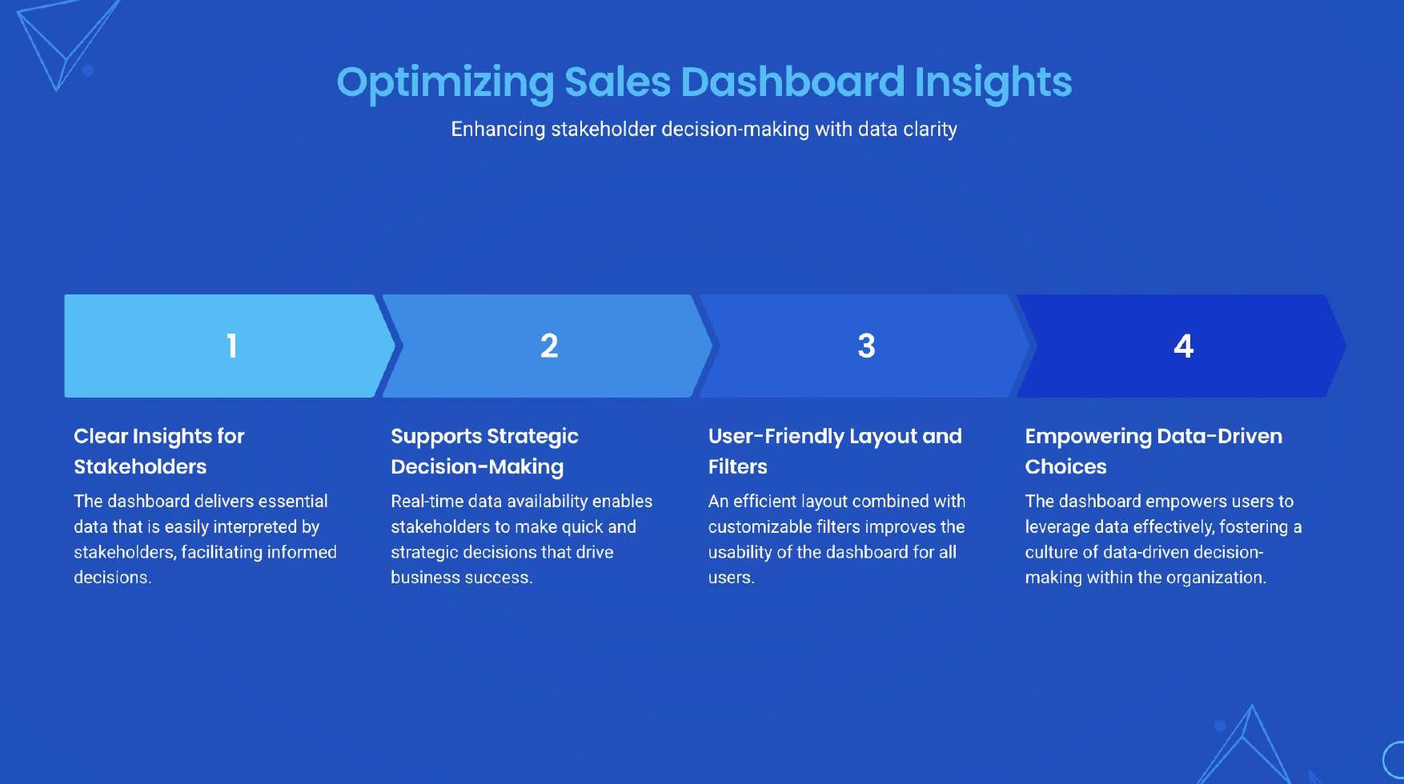 Optimizing Sales Dashboard Insights
Enhancing stakeholder decision-making with data clarity
1
2
3
4
Clear Insights for
Stakeholders
The dashboard delivers essential
data that is easily interpreted by
stakeholders, facilitating informed
decisions.
Supports Strategic
Decision-Making
Real-time data availability enables
stakeholders to make quick and
strategic decisions that drive
business success.
User-Friendly Layout and
Filters
An efficient layout combined with
customizable filters improves the
usability of the dashboard for all
users.
Empowering Data-Driven
Choices
The dashboard empowers users to
leverage data effectively, fostering a
culture of data-driven decision-
making within the organization.